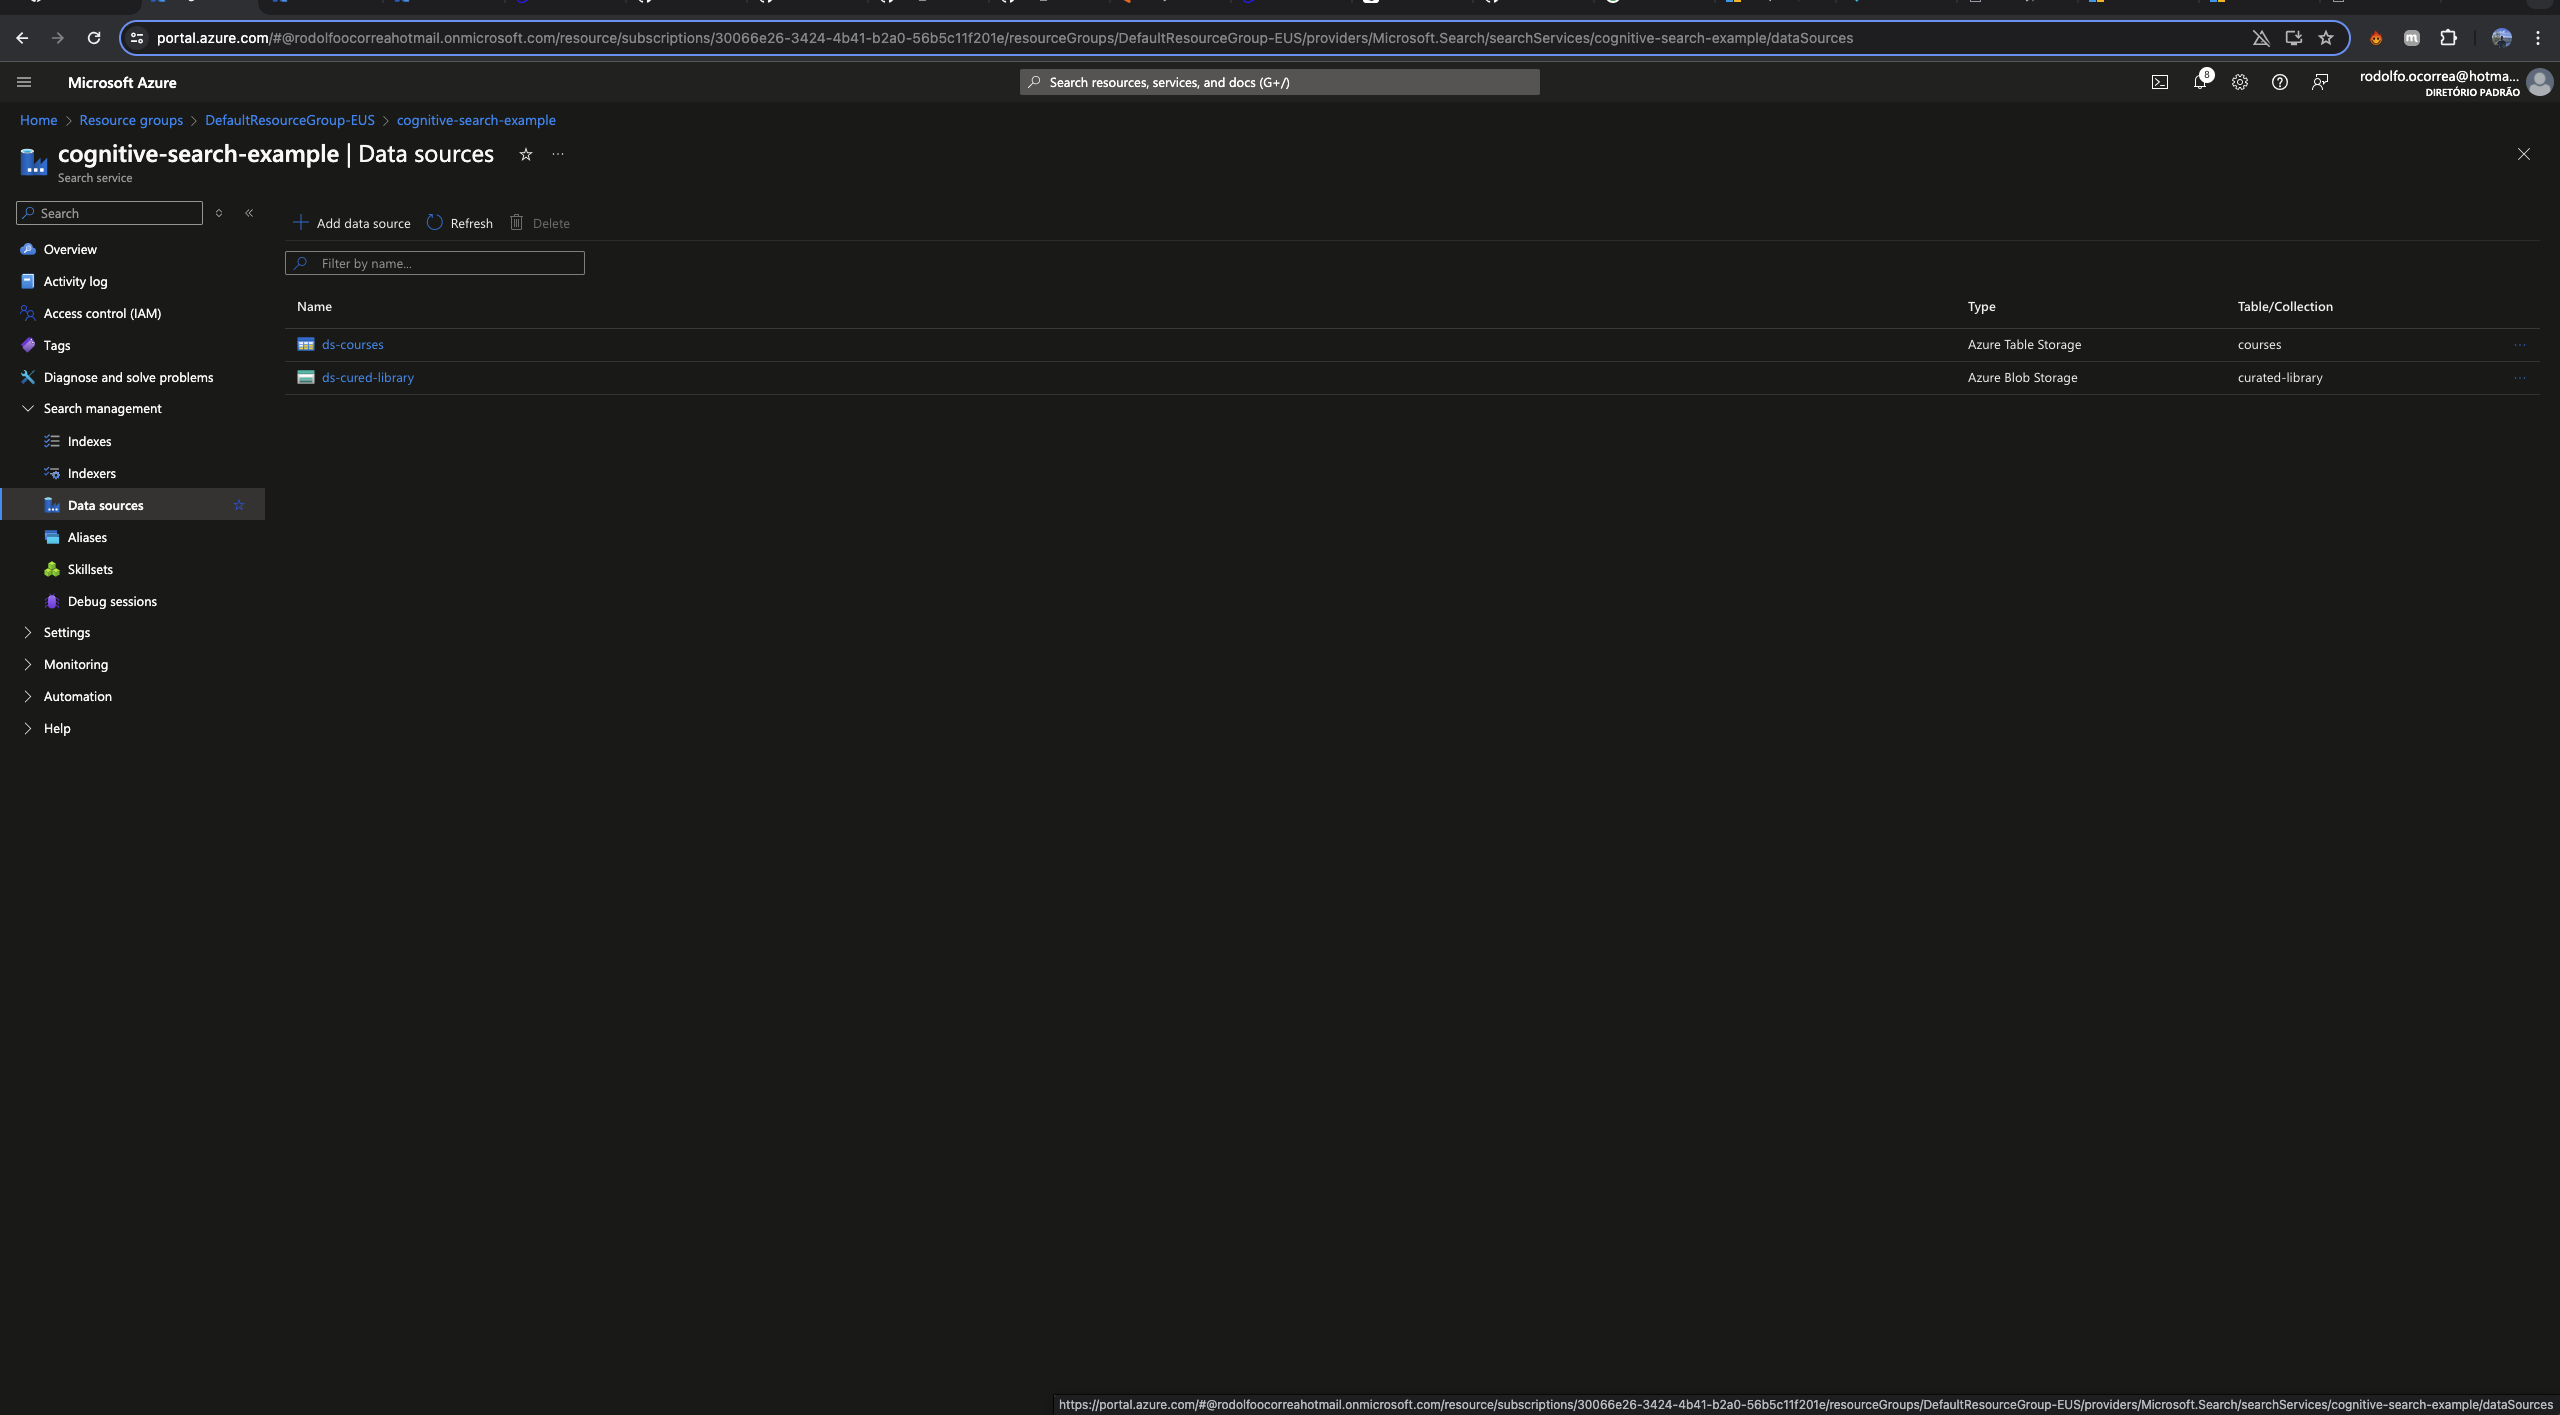 portal.azure.com/#@rodolfoocorreahotmail.onmicrosoft.com/resource/subscriptions/30066e26-3424-4b41-b2a0-56b5c11f201e/resourceGroups/DefaultResourceGroup-EUS/providers/Microsoft.Search/searchServices/cognitive-search-example/dataSources
Microsoft Azure
Search resources, services, and docs (G+/)
8
rodolfo.ocorrea@hotma...
DIRETÓRIO PADRÃO
Home > Resource groups > DefaultResourceGroup-EUS > cognitive-search-example
cognitive-search-example | Data sources
Search service
Search
Overview
Activity log
Access control (IAM)
Tags
Diagnose and solve problems
Search management
Indexes
Indexers
Data sources
Aliases
Skillsets
Debug sessions
Settings
Monitoring
Automation
Help
Add data source Refresh Delete
Filter by name...
Name Type Table/Collection
ds-courses Azure Table Storage courses
ds-cured-library Azure Blob Storage curated-library
https://portal.azure.com/#@rodolfoocorreahotmail.onmicrosoft.com/resource/subscriptions/30066e26-3424-4b41-b2a0-56b5c11f201e/resourceGroups/DefaultResourceGroup-EUS/providers/Microsoft.Search/searchServices/cognitive-search-example/dataSources